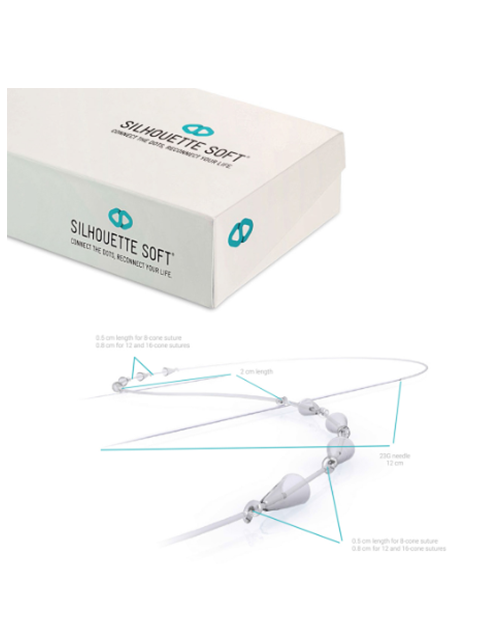 SILHOUETTE SOFT®
CONNECT THE DOTS, RECONNECT YOUR LIFE.
SILHOUETTE SOFT®
CONNECT THE DOTS, RECONNECT YOUR LIFE.
0.5 cm length for 8-cone suture
0.8 cm for 12 and 16-cone sutures
2 cm length
23G needle
12 cm
0.5 cm length for 8-cone suture
0.8 cm for 12 and 16-cone sutures